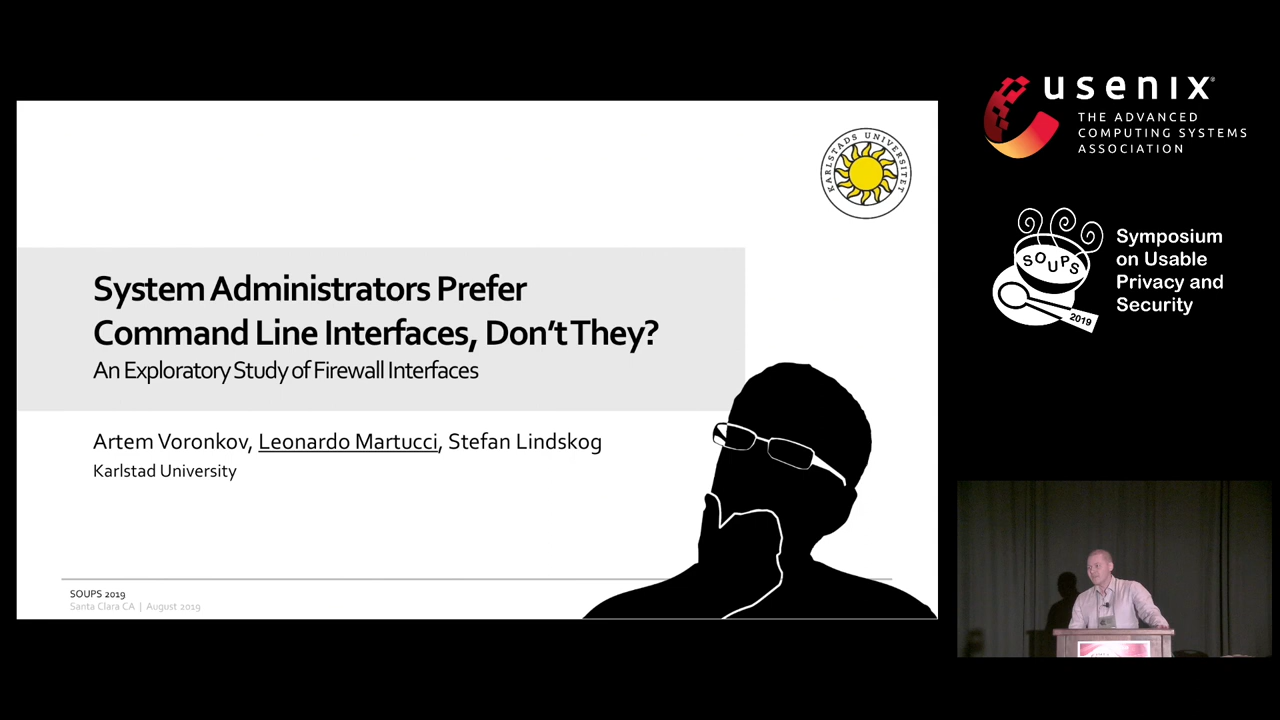 KARLSTADS UNIVERSITET
System Administrators Prefer
Command Line Interfaces, Don't They?
An Exploratory Study of Firewall Interfaces
Artem Voronkov, Leonardo Martucci, Stefan Lindskog
Karlstad University
SOUPS 2019
Santa Clara CA | August 2019
usenix®
THE ADVANCED
COMPUTING SYSTEMS
ASSOCIATION
SOUPS
2019
Symposium
on Usable
Privacy and
Security